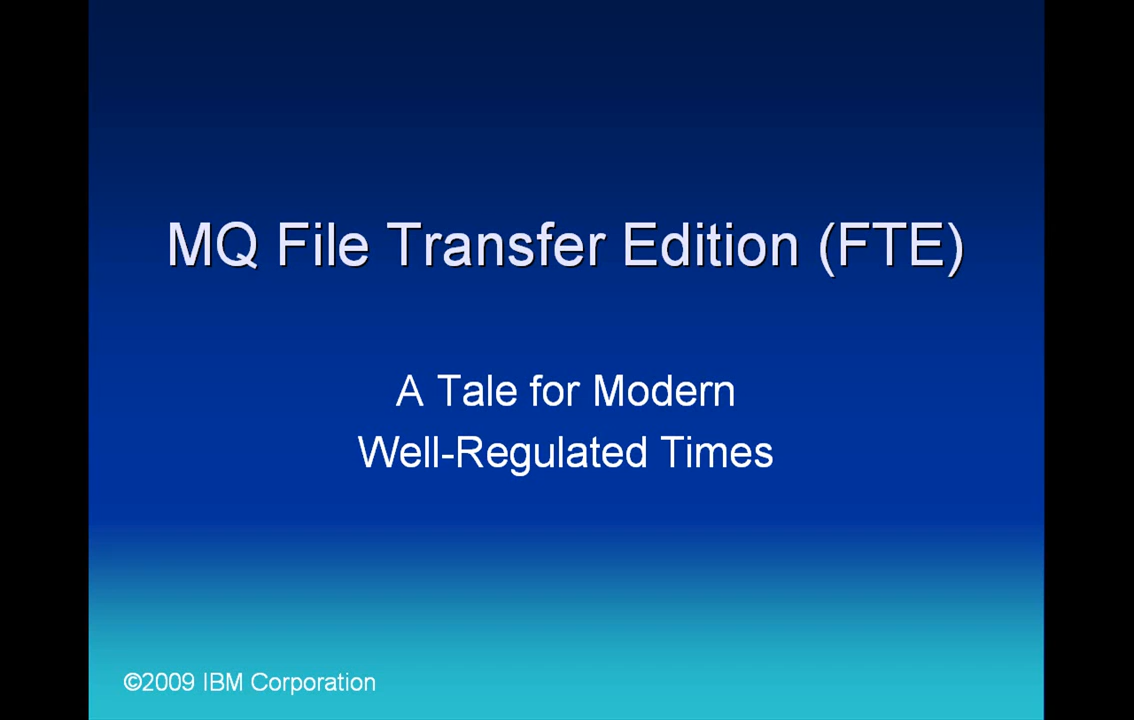 MQ File Transfer Edition (FTE)
A Tale for Modern
Well-Regulated Times
©2009 IBM Corporation